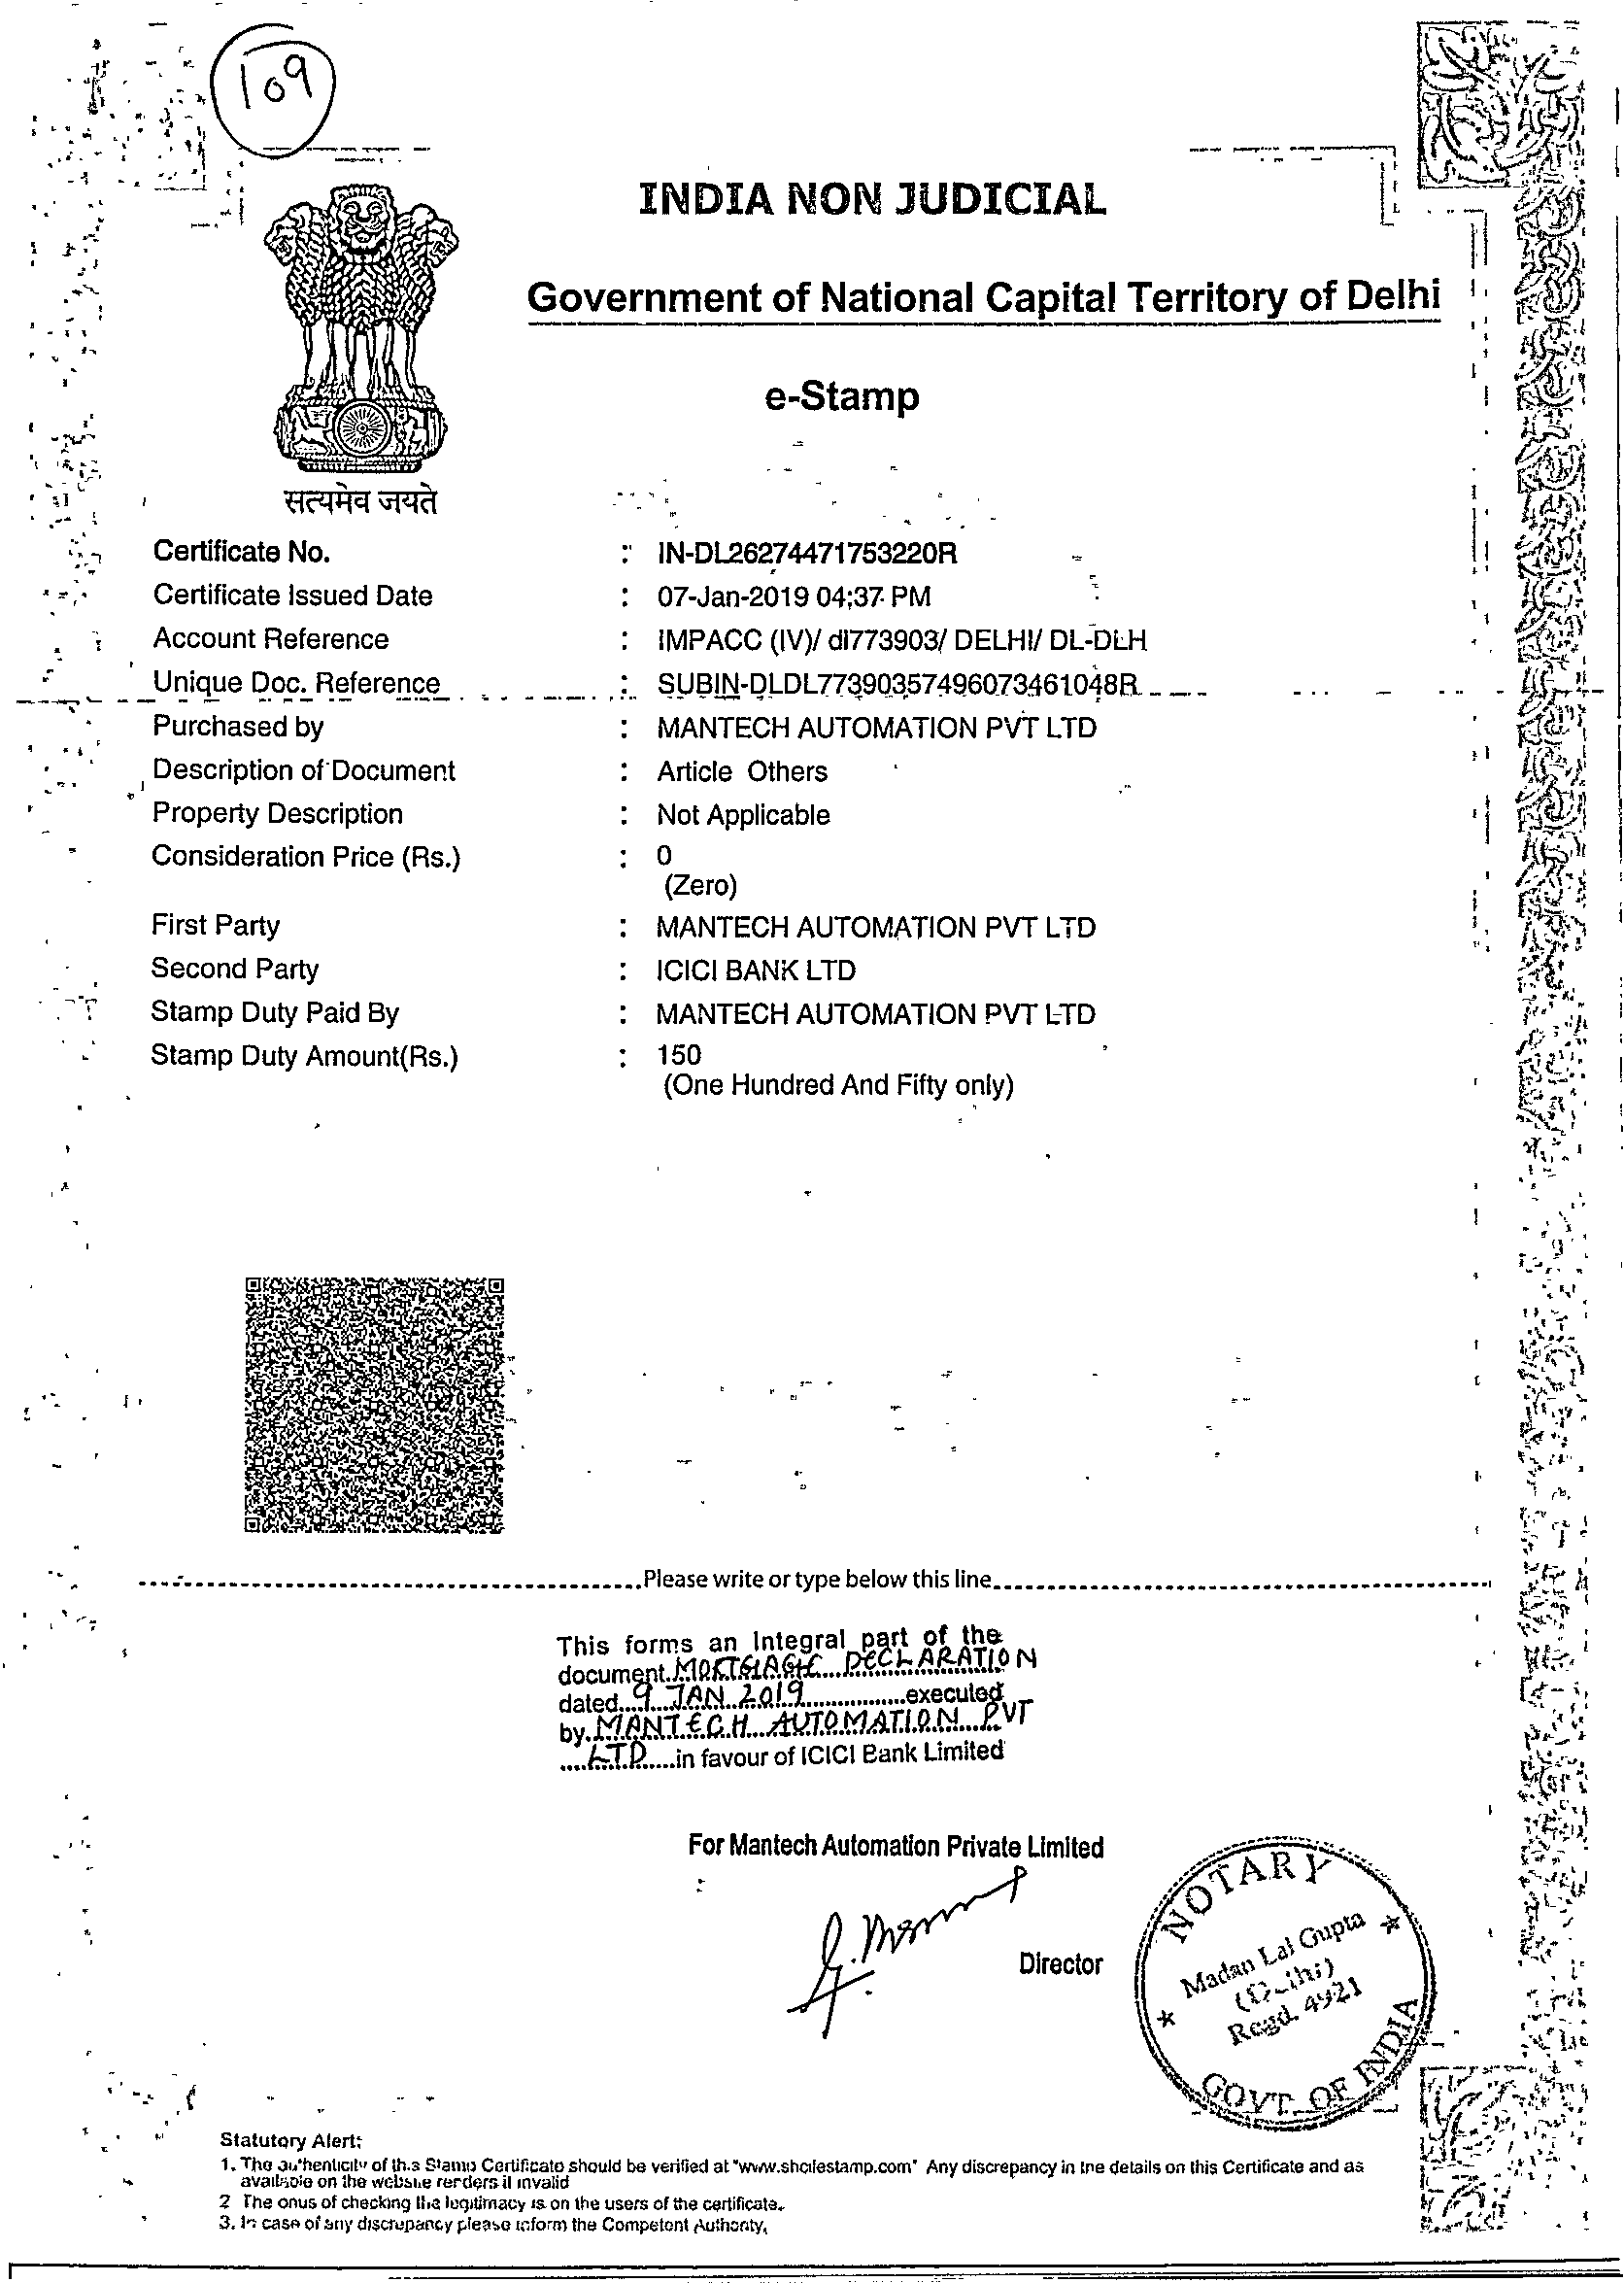 109
INDIA NON JUDICIAL
Government of National Capital Territory of Delhi
e-Stamp
सत्यमेव जयते
Certificate No. : IN-DL26274471753220R
Certificate Issued Date : 07-Jan-2019 04:37 PM
Account Reference : IMPACC (IV)/ dl773903/ DELHI/ DL-DLH
Unique Doc. Reference : SUBIN-DLDL77390357496073461048R
Purchased by : MANTECH AUTOMATION PVT LTD
Description of Document : Article Others
Property Description : Not Applicable
Consideration Price (Rs.) : 0
(Zero)
First Party : MANTECH AUTOMATION PVT LTD
Second Party : ICICI BANK LTD
Stamp Duty Paid By : MANTECH AUTOMATION PVT LTD
Stamp Duty Amount(Rs.) : 150
(One Hundred And Fifty only)
Please write or type below this line
This forms an Integral part of the
document MORTGAGE DECLARATION
dated 9 JAN 2019 executed
by MANTECH AUTOMATION PVT
LTD in favour of ICICI Bank Limited
For Mantech Automation Private Limited
Director
NOTARY
Madan Lal Gupta
(Delhi)
Regd. 4921
GOVT. OF INDIA
Statutory Alert:
1. The authenticity of this Stamp Certificate should be verified at "www.shcilestamp.com" Any discrepancy in the details on this Certificate and as
available on the website renders it invalid
2 The onus of checking the legitimacy is on the users of the certificate.
3. In case of any discrepancy please inform the Competent Authority.